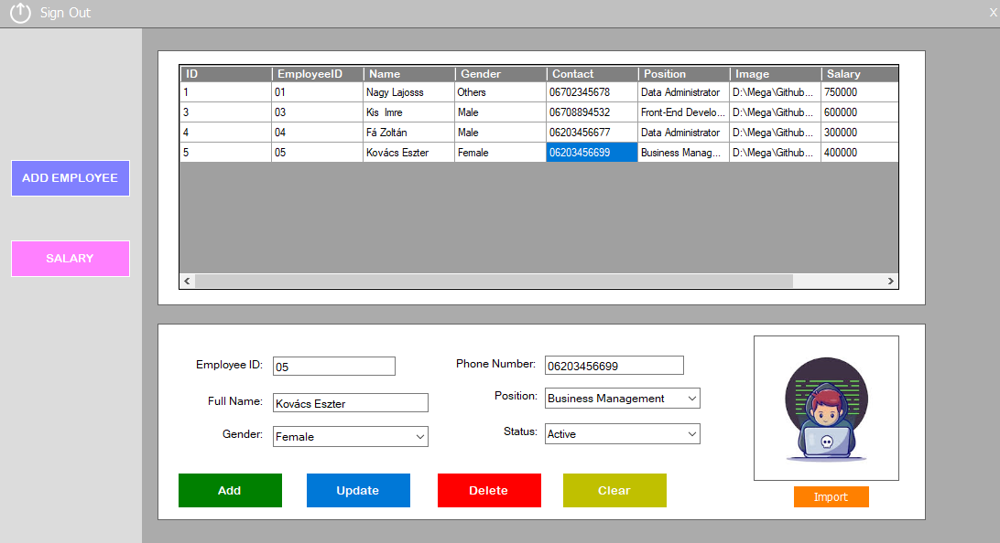 Sign Out X
ID EmployeeID Name Gender Contact Position Image Salary
1 01 Nagy Lajosss Others 06702345678 Data Administrator D:\Mega\Github... 750000
3 03 Kis Imre Male 06708894532 Front-End Develo... D:\Mega\Github... 600000
4 04 Fá Zoltán Male 06203456677 Data Administrator D:\Mega\Github... 300000
5 05 Kovács Eszter Female 06203456699 Business Manag... D:\Mega\Github... 400000
ADD EMPLOYEE
SALARY
Employee ID: 05
Full Name: Kovács Eszter
Gender: Female
Phone Number: 06203456699
Position: Business Management
Status: Active
Add Update Delete Clear
Import